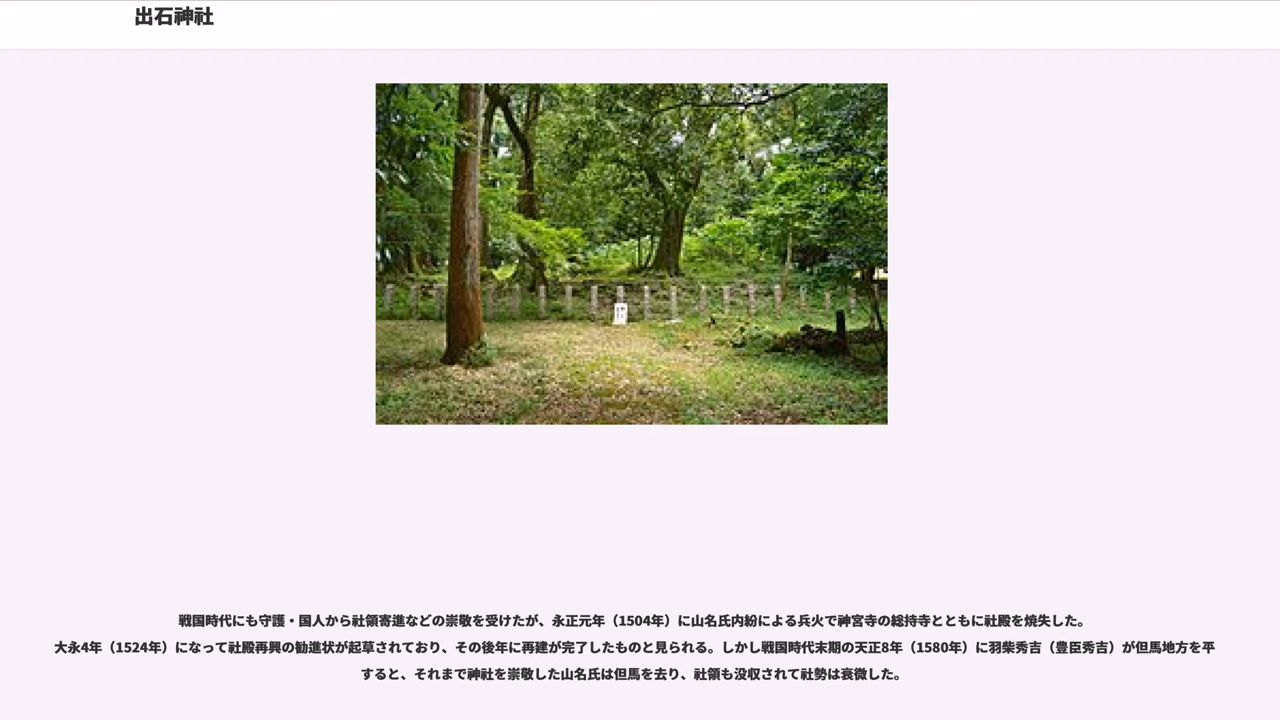 出石神社
戦国時代にも守護・国人から社領寄進などの崇敬を受けたが、永正元年（1504年）に山名氏内紛による兵火で神宮寺の総持寺とともに社殿を焼失した。
大永4年（1524年）になって社殿再興の勧進状が起草されており、その後年に再建が完了したものと見られる。しかし戦国時代末期の天正8年（1580年）に羽柴秀吉（豊臣秀吉）が但馬地方を平
すると、それまで神社を崇敬した山名氏は但馬を去り、社領も没収されて社勢は衰微した。